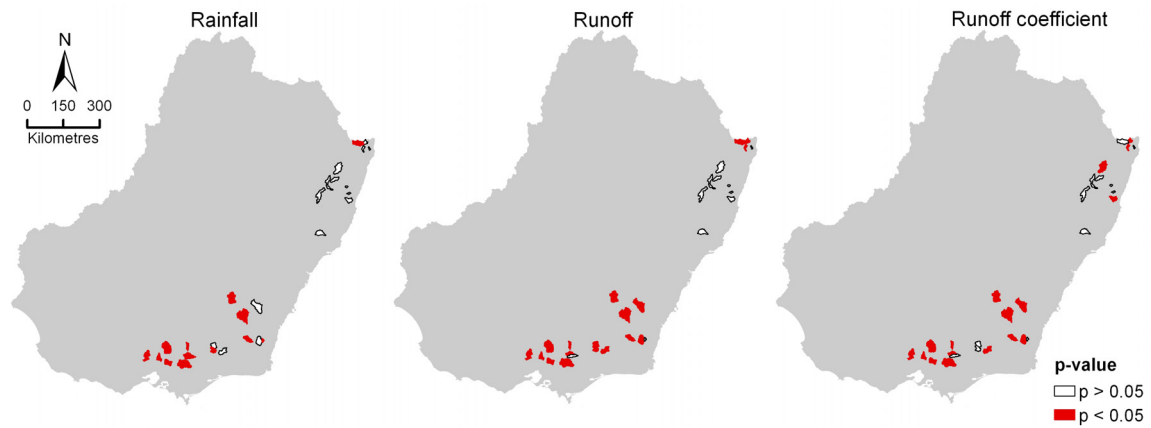 Rainfall
Runoff
Runoff coefficient
N
0 150 300
Kilometres
p-value
p > 0.05
p < 0.05